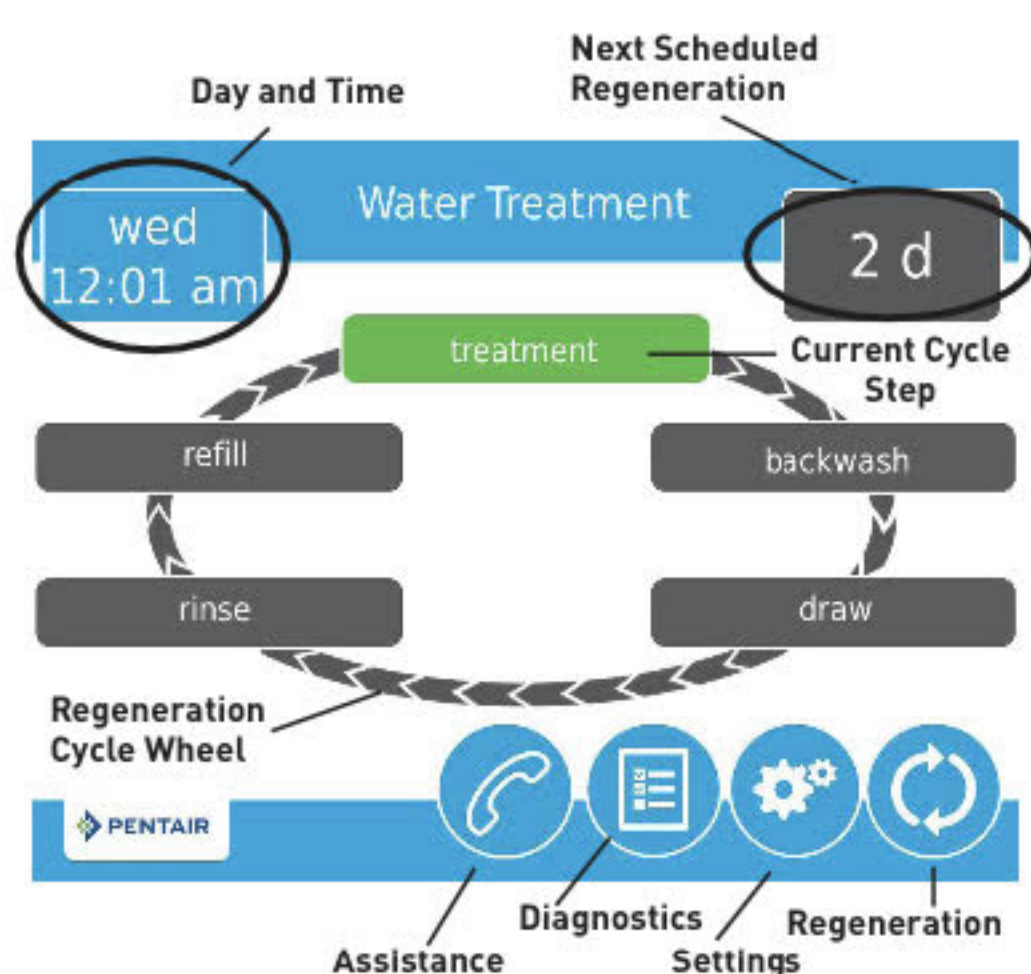 Next Scheduled
Regeneration
Day and Time
wed
12:01 am
Water Treatment
2 d
treatment
Current Cycle
Step
refill
backwash
rinse
draw
Regeneration
Cycle Wheel
PENTAIR
Diagnostics
Regeneration
Assistance
Settings